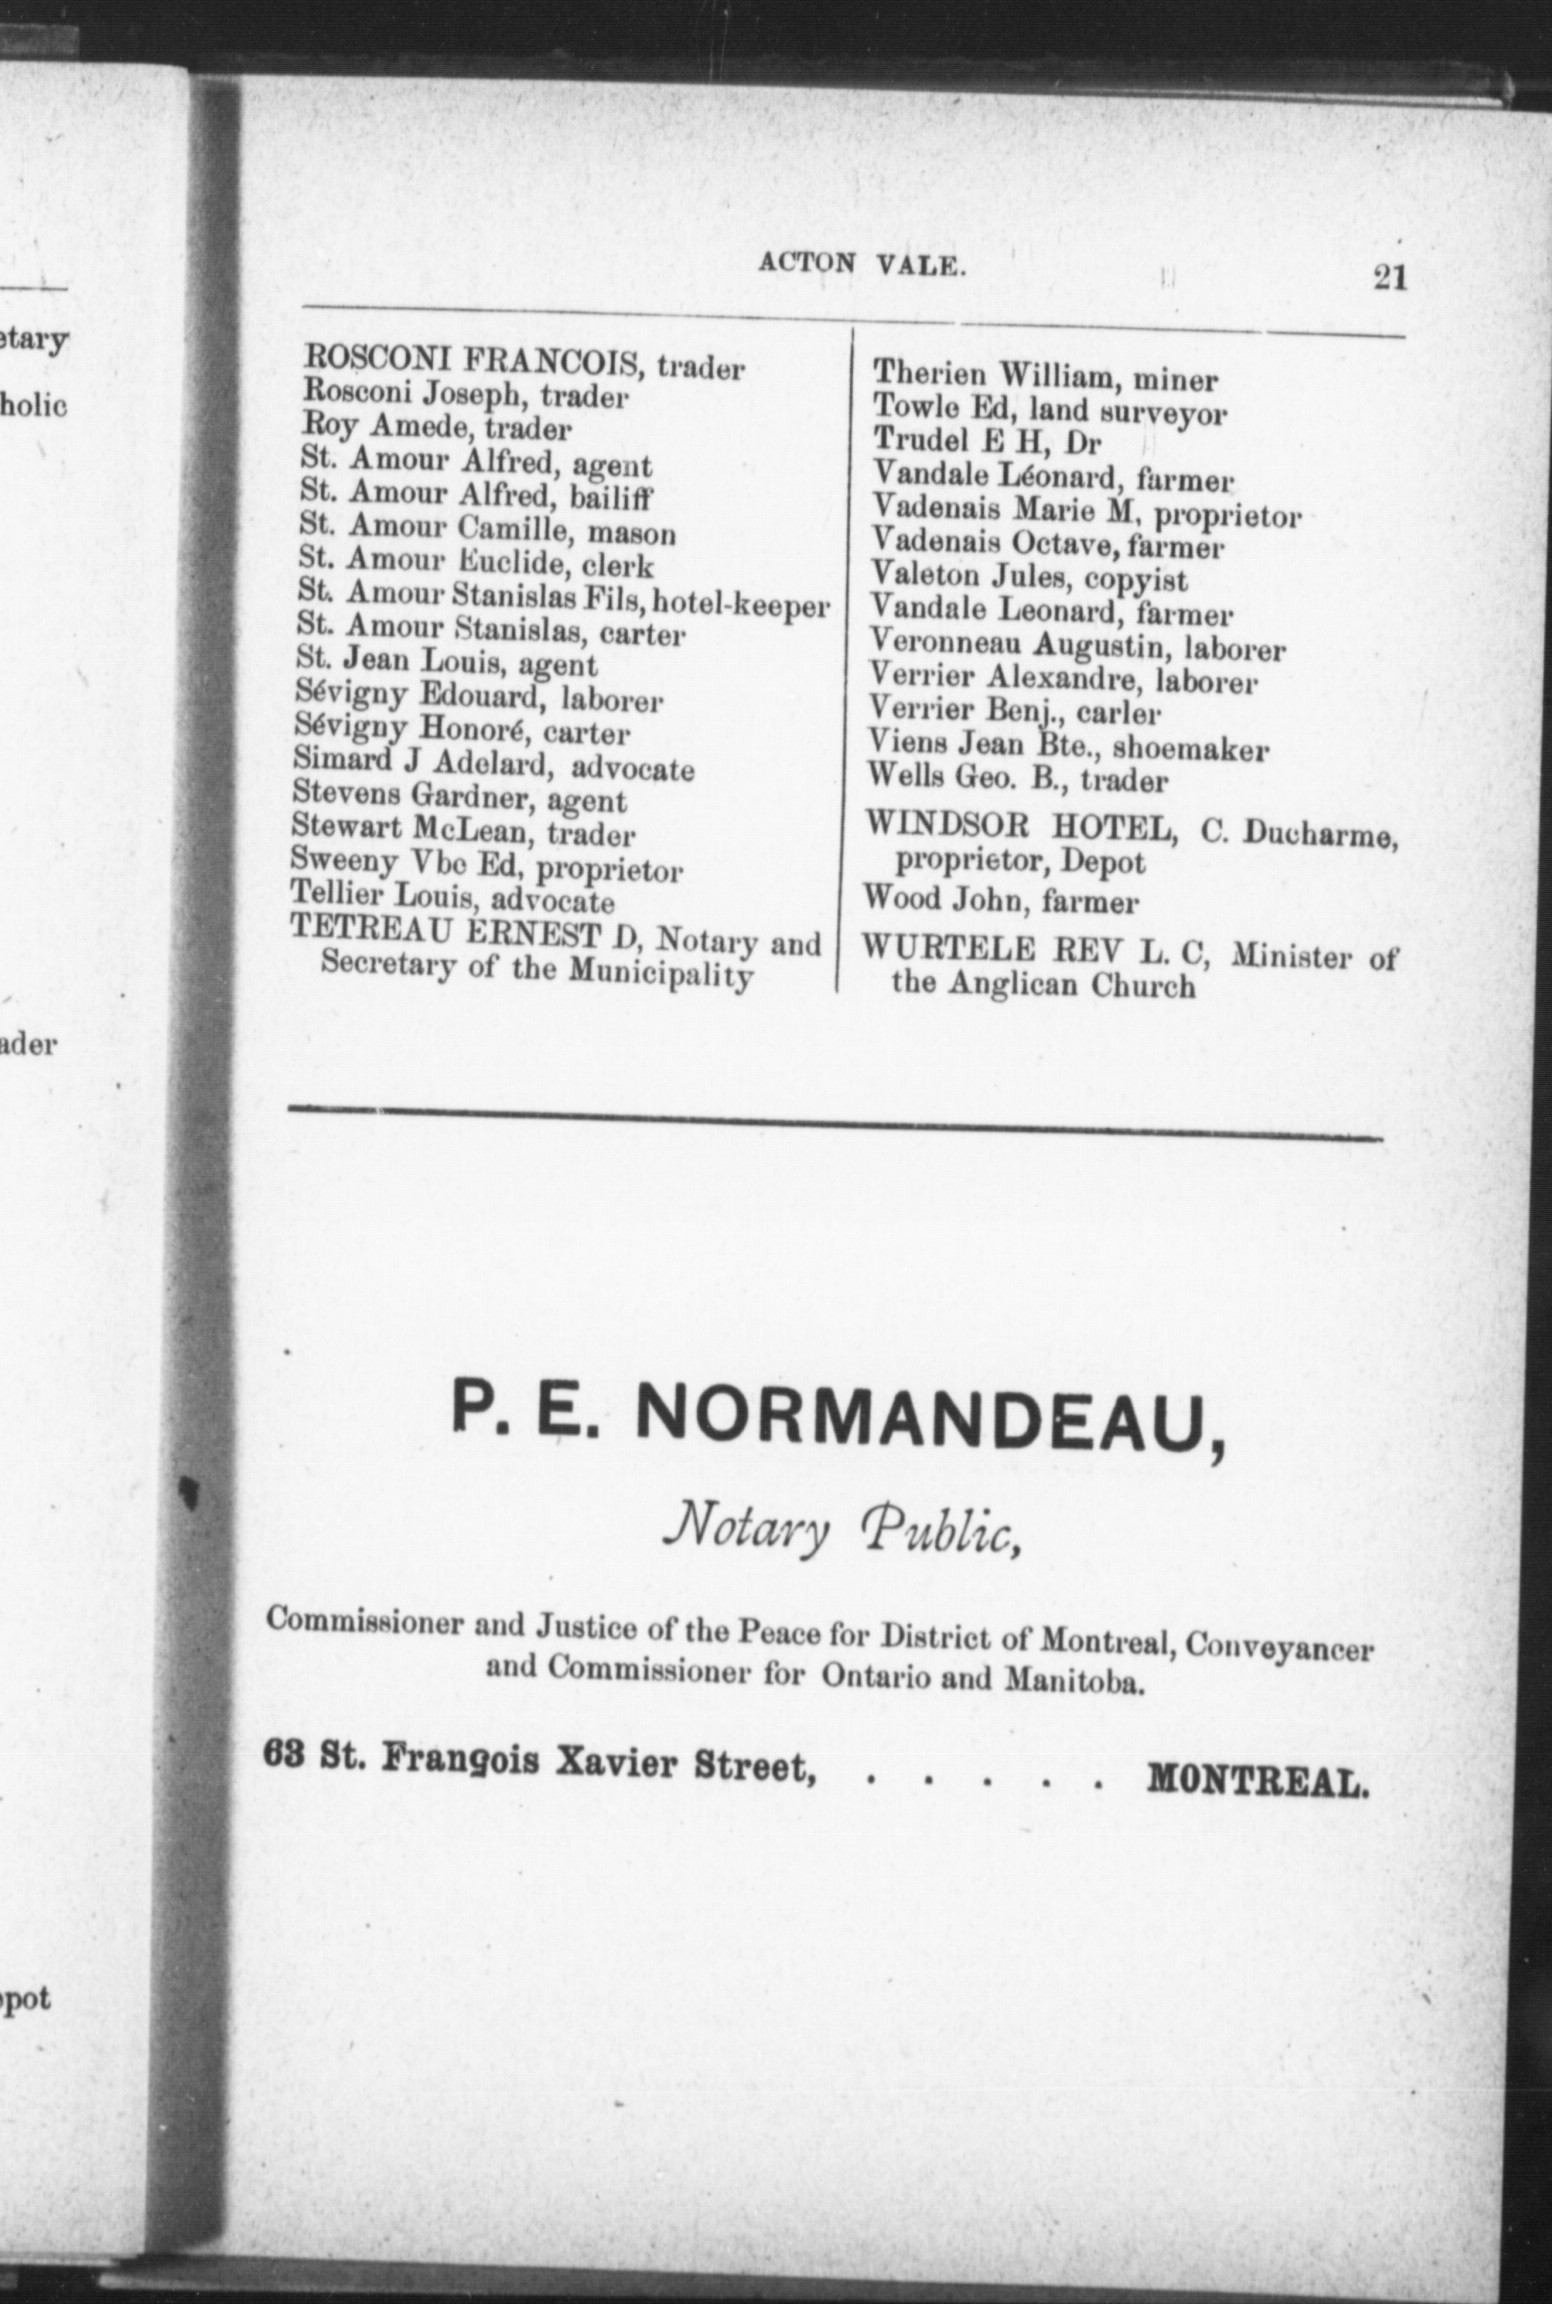 ACTON VALE.
21
ROSCONI FRANCOIS, trader
Rosconi Joseph, trader
Roy Amede, trader
St. Amour Alfred, agent
St. Amour Alfred, bailiff
St. Amour Camille, mason
St. Amour Euclide, clerk
St. Amour Stanislas Fils, hotel-keeper
St. Amour Stanislas, carter
St. Jean Louis, agent
Sévigny Edouard, laborer
Sévigny Honoré, carter
Simard J Adelard, advocate
Stevens Gardner, agent
Stewart McLean, trader
Sweeny Vbe Ed, proprietor
Tellier Louis, advocate
TETREAU ERNEST D, Notary and
Secretary of the Municipality
Therien William, miner
Towle Ed, land surveyor
Trudel E H, Dr
Vandale Léonard, farmer
Vadenais Marie M, proprietor
Vadenais Octave, farmer
Valeton Jules, copyist
Vandale Leonard, farmer
Veronneau Augustin, laborer
Verrier Alexandre, laborer
Verrier Benj., carler
Viens Jean Bte., shoemaker
Wells Geo. B., trader
WINDSOR HOTEL, C. Ducharme,
proprietor, Depot
Wood John, farmer
WURTELE REV L. C, Minister of
the Anglican Church
P. E. NORMANDEAU,
Notary Public,
Commissioner and Justice of the Peace for District of Montreal, Conveyancer
and Commissioner for Ontario and Manitoba.
63 St. François Xavier Street, . . . . . MONTREAL.